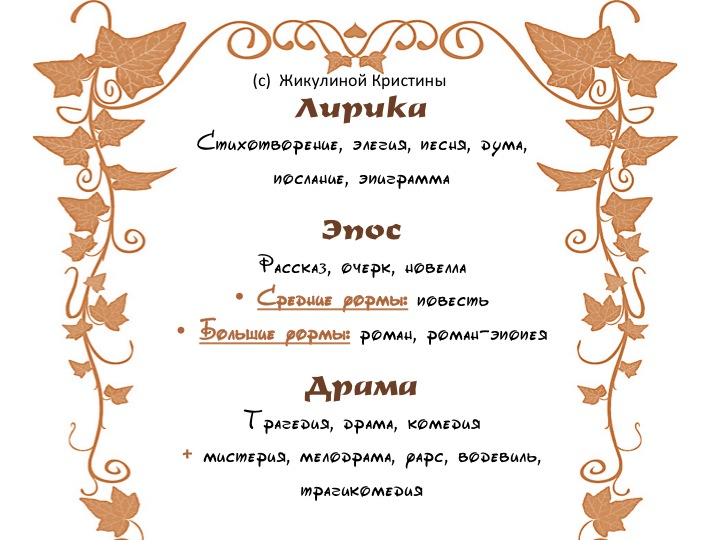 (с) Жикулиной Кристины
Лирика
Стихотворение, элегия, песня, дума,
послание, эпиграмма
Эпос
Рассказ, очерк, новелла
• Средние формы: повесть
• Большие формы: роман, роман-эпопея
Драма
Трагедия, драма, комедия
+ мистерия, мелодрама, фарс, водевиль,
трагикомедия